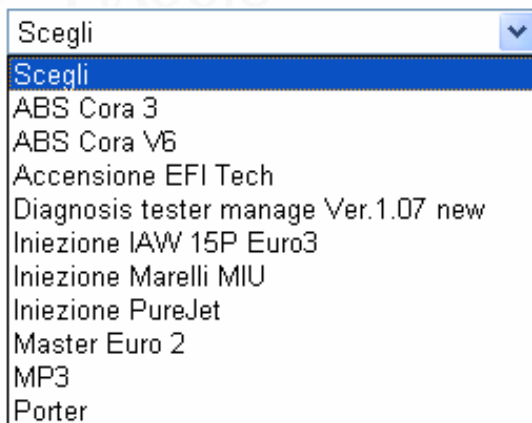 Scegli
Scegli
ABS Cora 3
ABS Cora V6
Accensione EFI Tech
Diagnosis tester manage Ver.1.07 new
Iniezione IAW 15P Euro3
Iniezione Marelli MIU
Iniezione PureJet
Master Euro 2
MP3
Porter